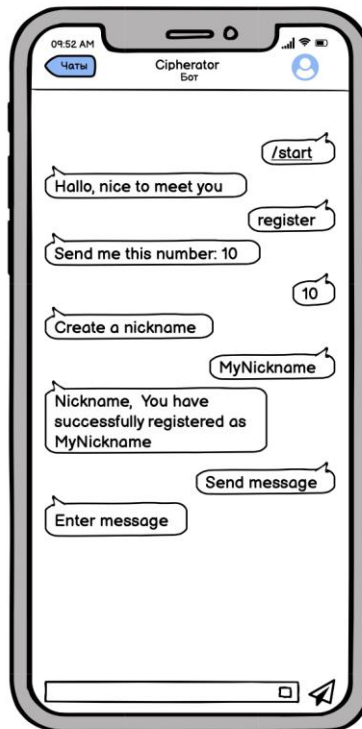 09:52 AM
Чаты
Cipherator
Бот
/start
Hallo, nice to meet you
register
Send me this number: 10
10
Create a nickname
MyNickname
Nickname, You have
successfully registered as
MyNickname
Send message
Enter message